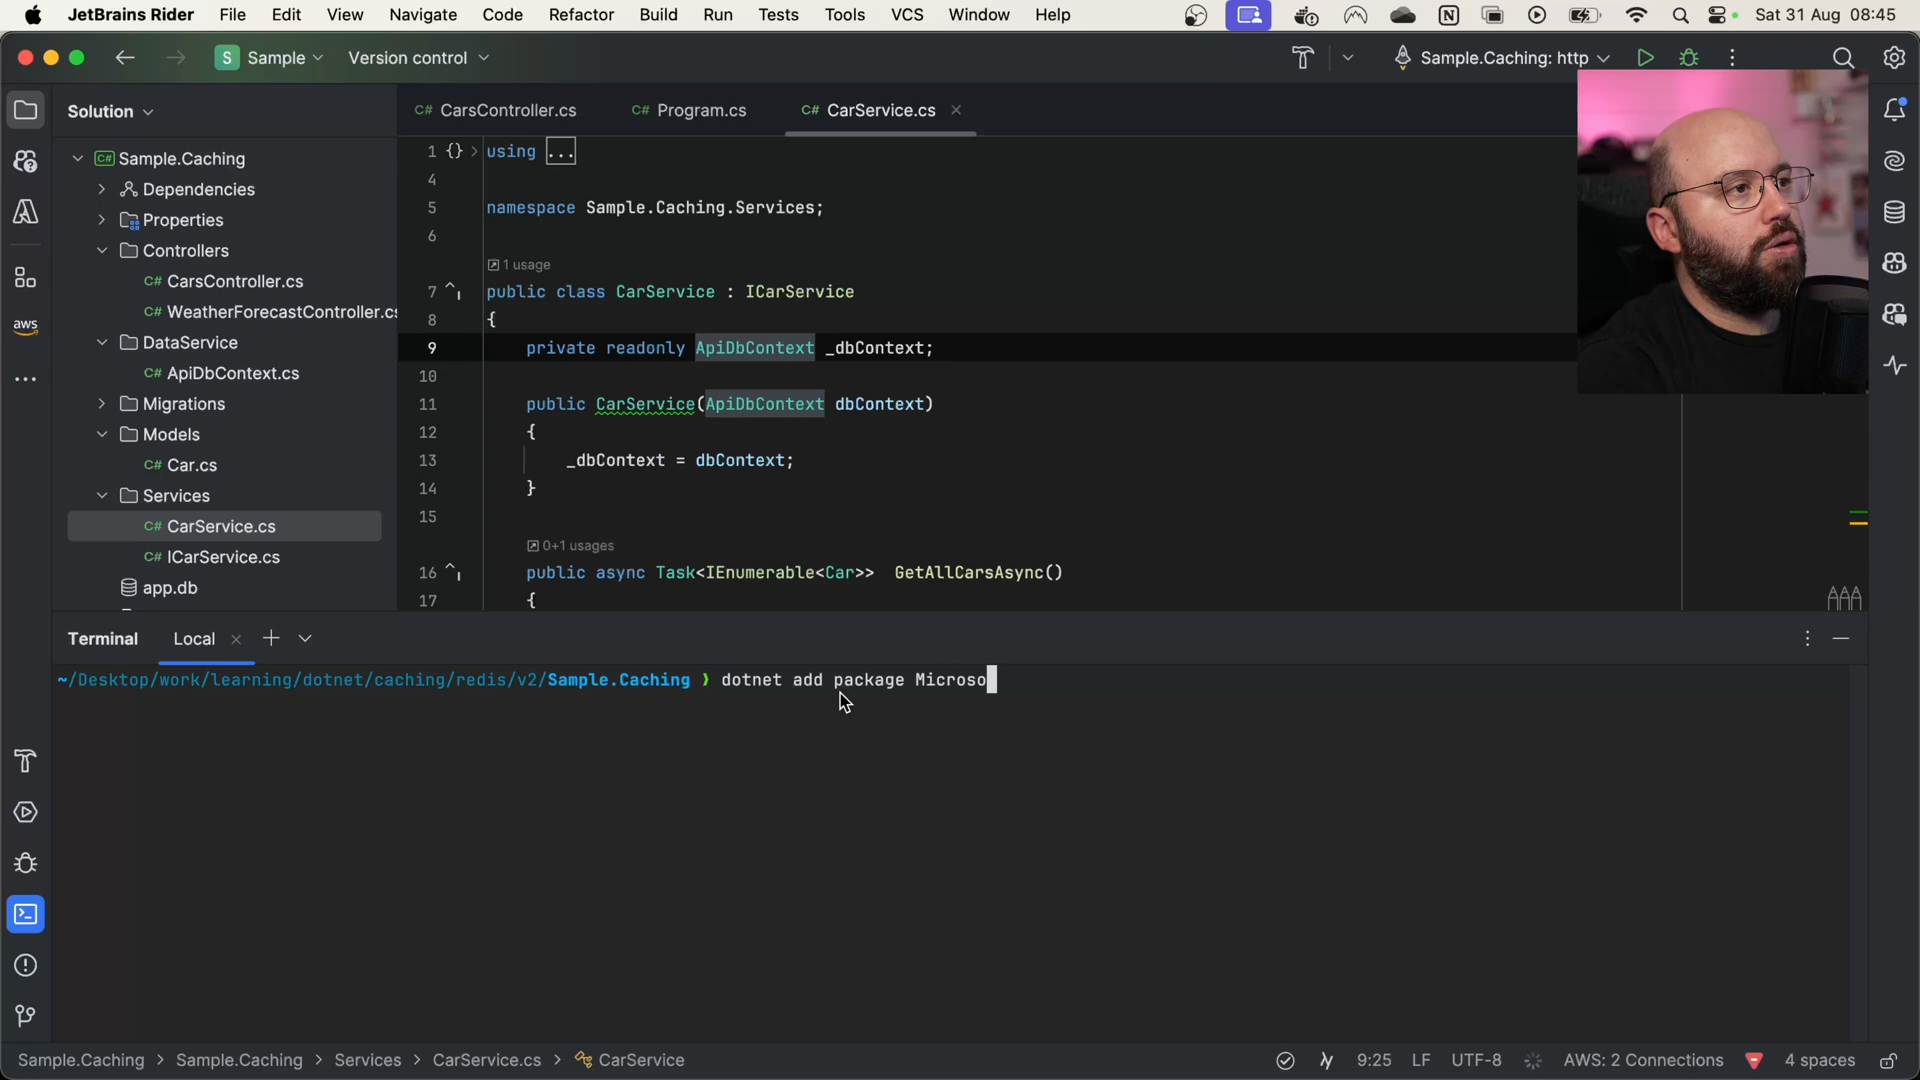 JetBrains Rider File Edit View Navigate Code Refactor Build Run Tests Tools VCS Window Help Sat 31 Aug 08:45
S Sample Version control Sample.Caching: http
Solution
C# CarsController.cs C# Program.cs C# CarService.cs
C# Sample.Caching
Dependencies
Properties
Controllers
C# CarsController.cs
C# WeatherForecastController.cs
DataService
C# ApiDbContext.cs
Migrations
Models
C# Car.cs
Services
C# CarService.cs
C# ICarService.cs
app.db
aws
1 {} > using ...
4
5 namespace Sample.Caching.Services;
6
1 usage
7 public class CarService : ICarService
8 {
9 private readonly ApiDbContext _dbContext;
10
11 public CarService(ApiDbContext dbContext)
12 {
13 _dbContext = dbContext;
14 }
15
0+1 usages
16 public async Task<IEnumerable<Car>> GetAllCarsAsync()
17 {
Terminal Local
~/Desktop/work/learning/dotnet/caching/redis/v2/Sample.Caching ❯ dotnet add package Microso
Sample.Caching > Sample.Caching > Services > CarService.cs > CarService 9:25 LF UTF-8 AWS: 2 Connections 4 spaces